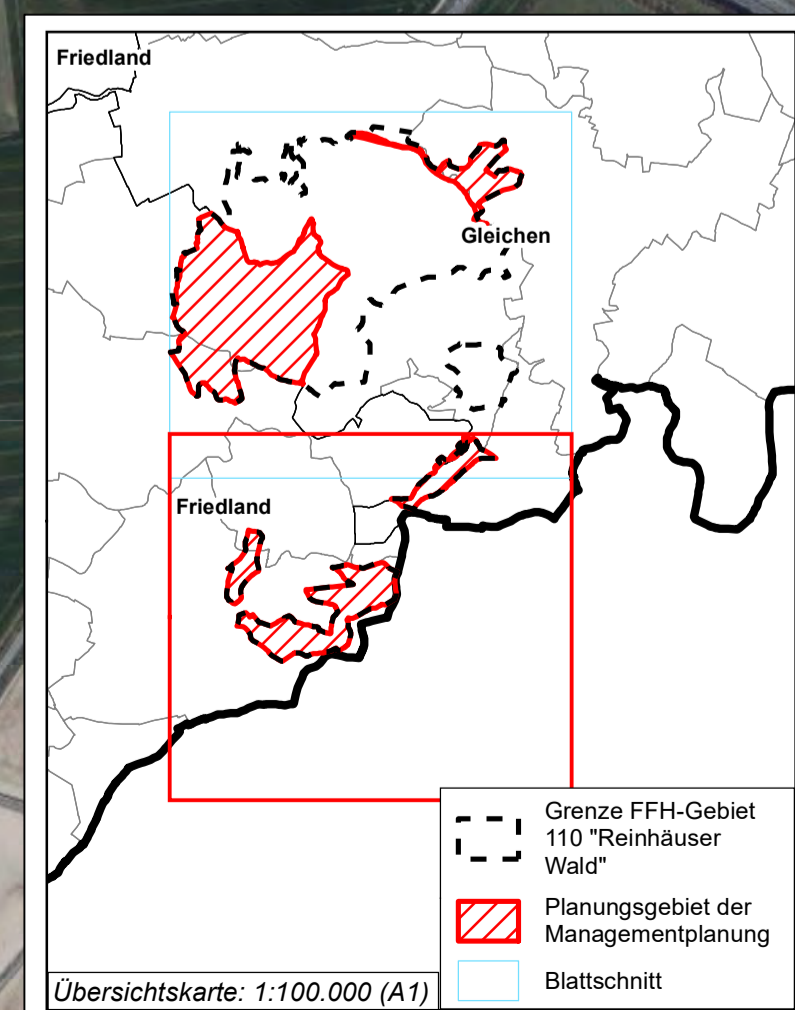 Friedland
Gleichen
Friedland
Grenze FFH-Gebiet
110 "Reinhäuser
Wald"
Planungsgebiet der
Managementplanung
Blattschnitt
Übersichtskarte: 1:100.000 (A1)